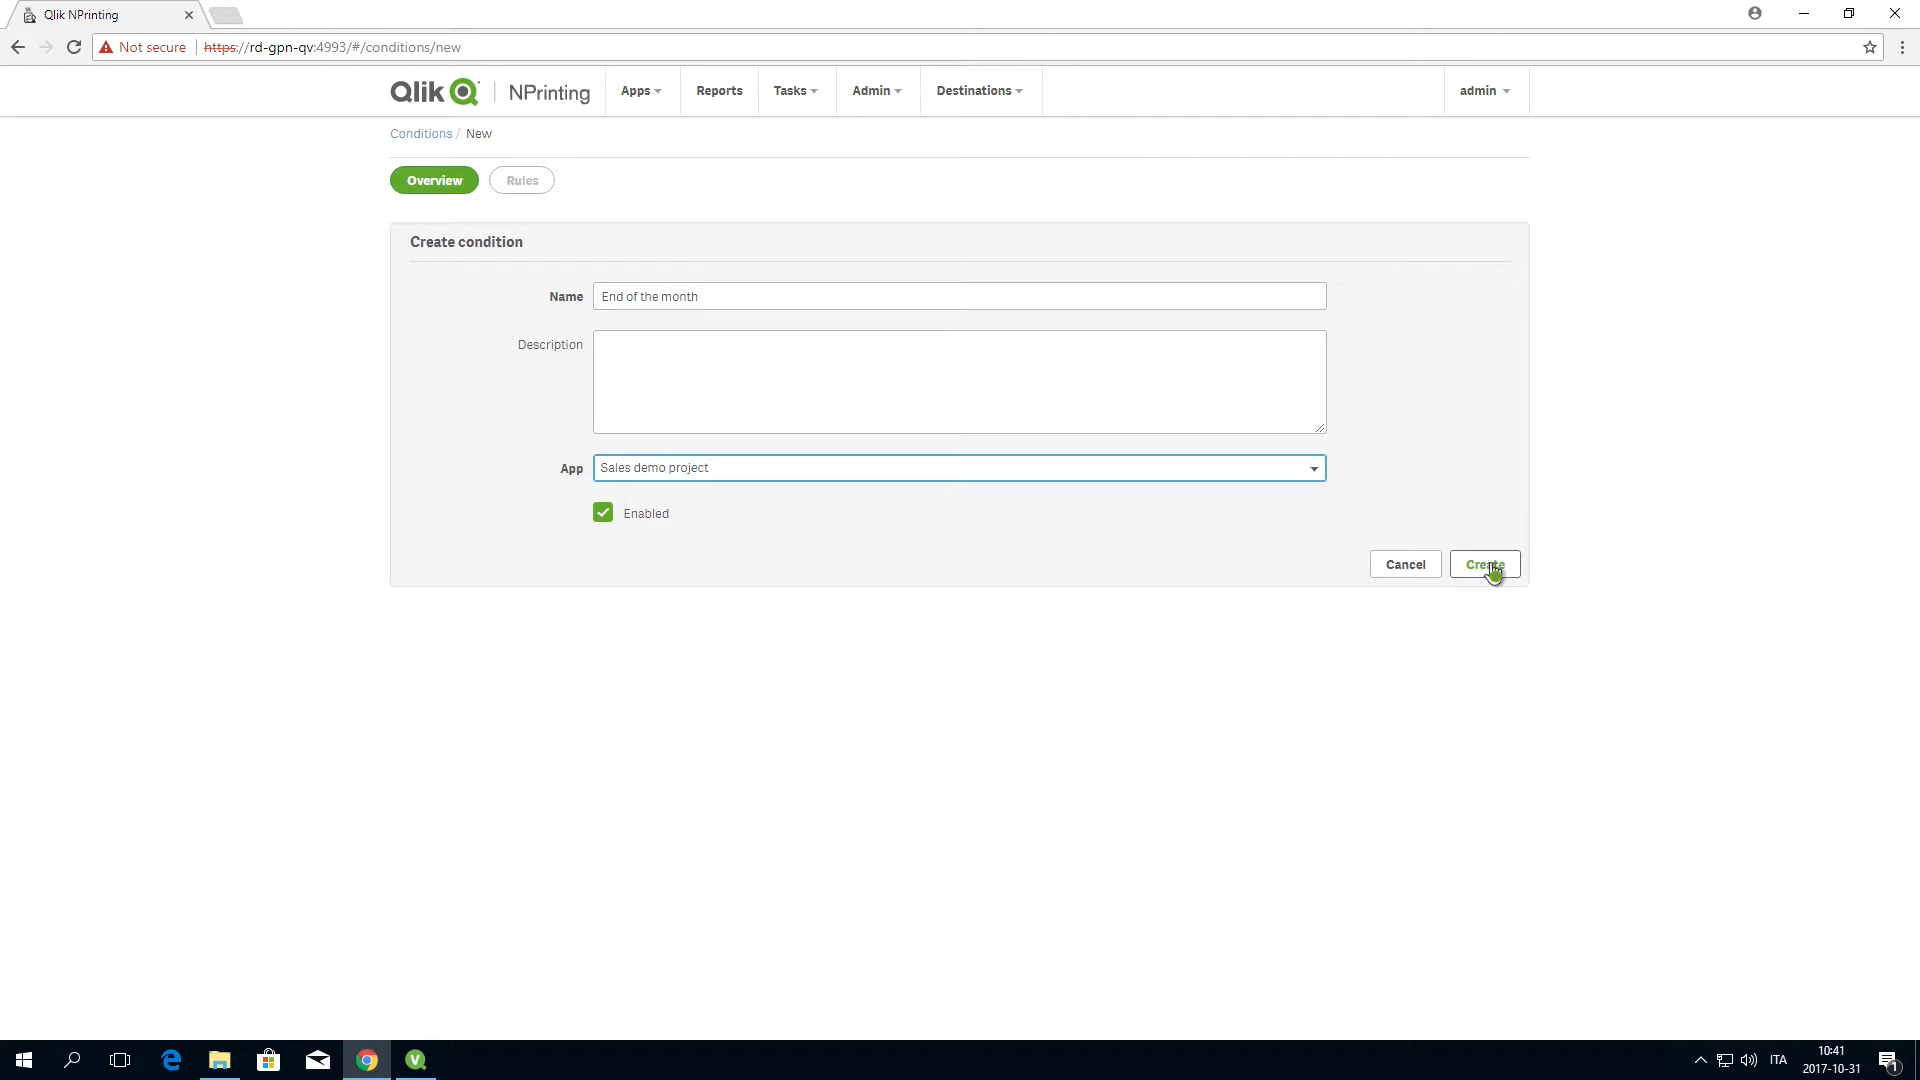 Qlik NPrinting
Not secure https://rd-gpn-qv:4993/#/conditions/new
Qlik NPrinting Apps Reports Tasks Admin Destinations admin
Conditions / New
Overview Rules
Create condition
Name End of the month
Description
App Sales demo project
Enabled
Cancel Create
ITA 10:41
2017-10-31 1